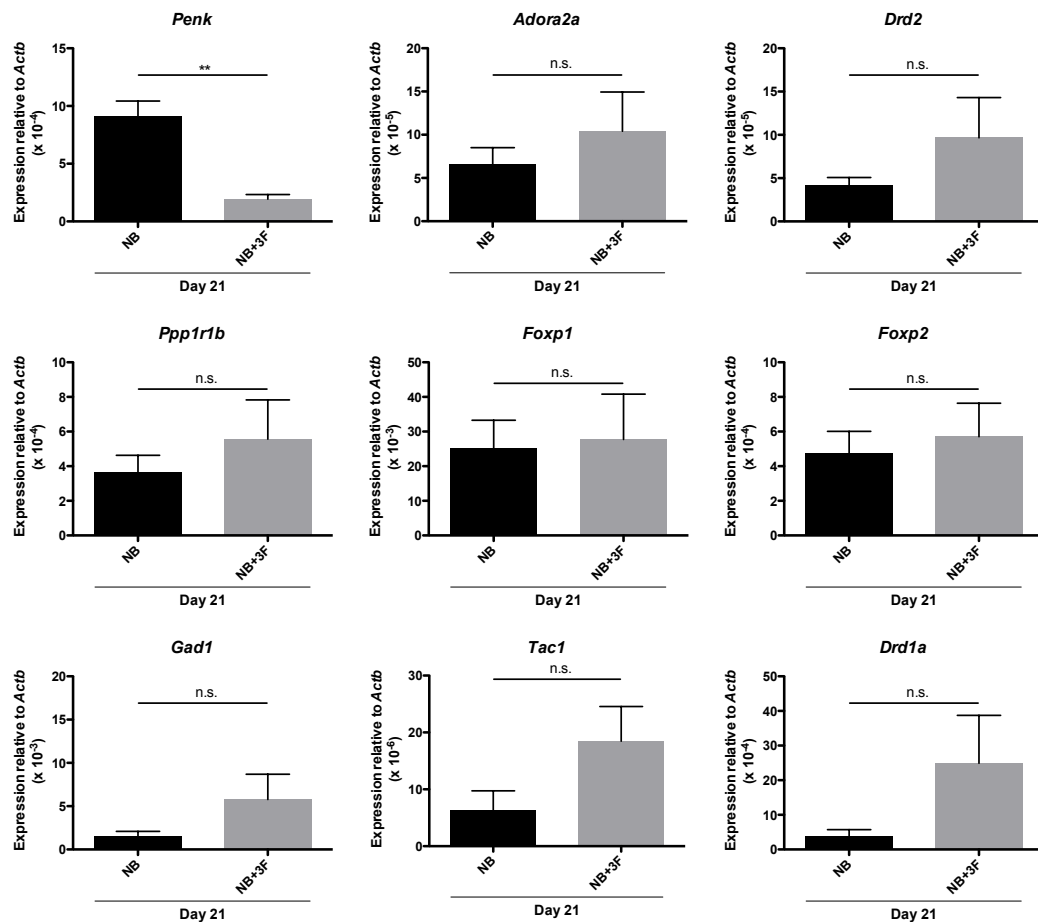 Penk
Expression relative to Actb
(x 10-4)
15
10
5
0
**
NB
NB+3F
Day 21
Adora2a
Expression relative to Actb
(x 10-5)
20
15
10
5
0
n.s.
NB
NB+3F
Day 21
Drd2
Expression relative to Actb
(x 10-5)
20
15
10
5
0
n.s.
NB
NB+3F
Day 21
Ppp1r1b
Expression relative to Actb
(x 10-4)
10
8
6
4
2
0
n.s.
NB
NB+3F
Day 21
Foxp1
Expression relative to Actb
(x 10-3)
50
40
30
20
10
0
n.s.
NB
NB+3F
Day 21
Foxp2
Expression relative to Actb
(x 10-4)
8
6
4
2
0
n.s.
NB
NB+3F
Day 21
Gad1
Expression relative to Actb
(x 10-3)
20
15
10
5
0
n.s.
NB
NB+3F
Day 21
Tac1
Expression relative to Actb
(x 10-6)
30
20
10
0
n.s.
NB
NB+3F
Day 21
Drd1a
Expression relative to Actb
(x 10-4)
50
40
30
20
10
0
n.s.
NB
NB+3F
Day 21